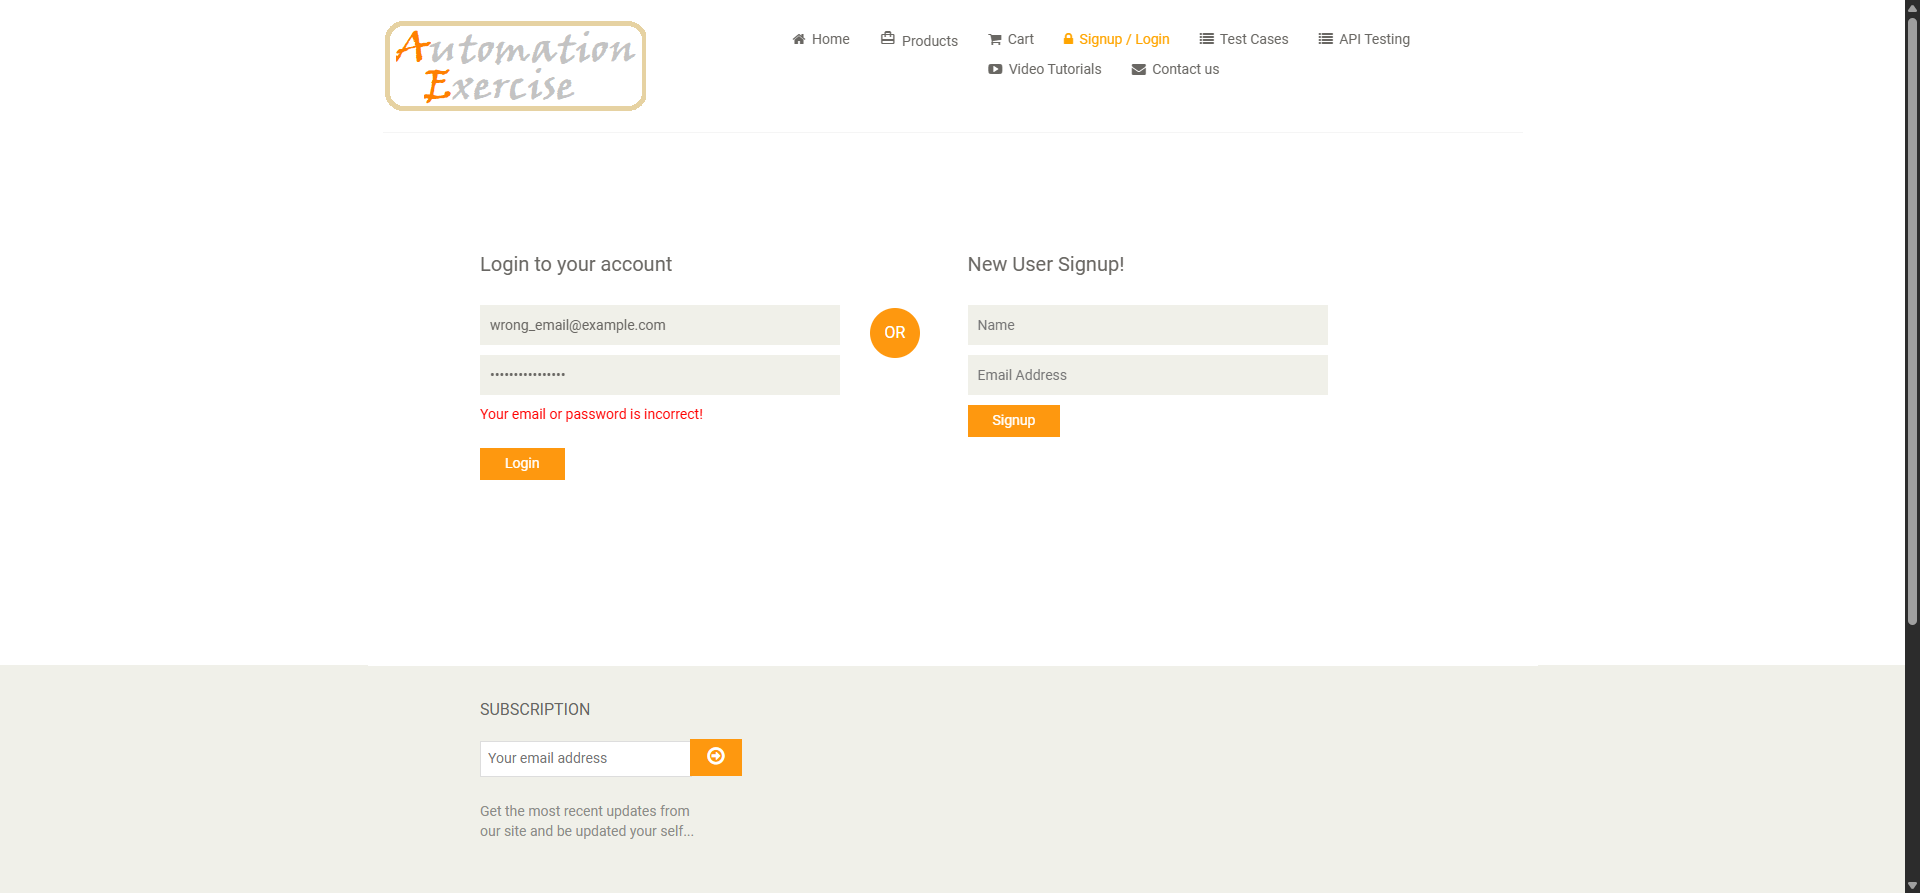 Automation
Exercise
Home
Products
Cart
Signup / Login
Test Cases
API Testing
Video Tutorials
Contact us
Login to your account
wrong_email@example.com
••••••••••••••••
Your email or password is incorrect!
Login
OR
New User Signup!
Name
Email Address
Signup
SUBSCRIPTION
Your email address
Get the most recent updates from
our site and be updated your self...